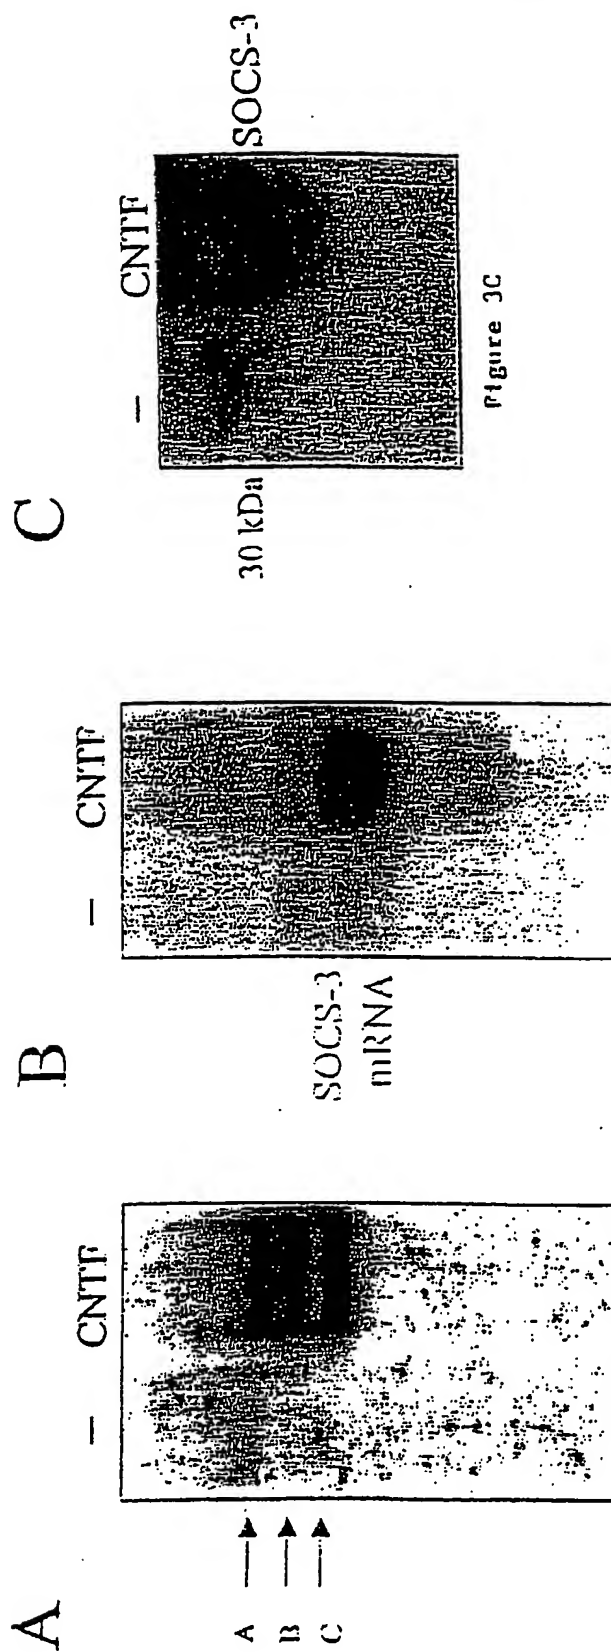 A
— CNTF
A
B
C
B
— CNTF
SOCS-3
mRNA
C
— CNTF
30 kDa
SOCS-3
Figure 3C